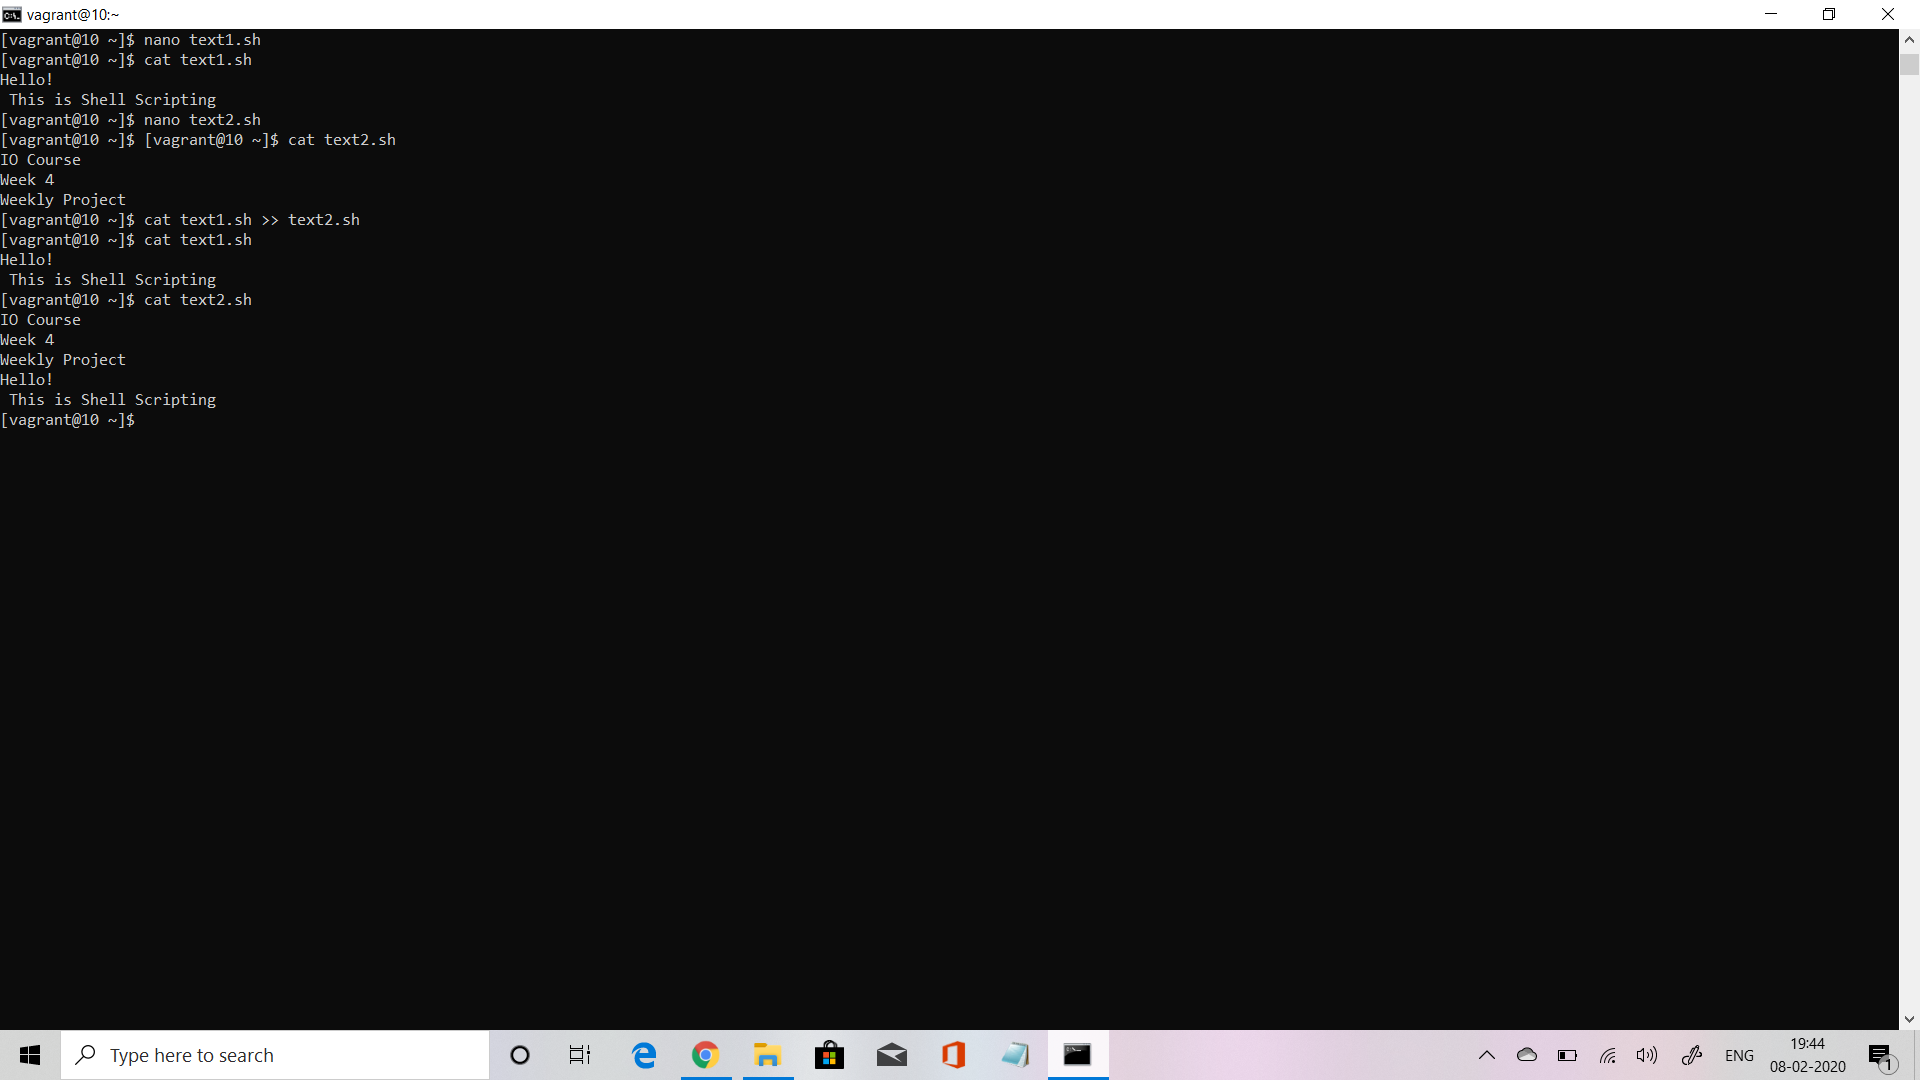 vagrant@10:~
[vagrant@10 ~]$ nano text1.sh
[vagrant@10 ~]$ cat text1.sh
Hello!
 This is Shell Scripting
[vagrant@10 ~]$ nano text2.sh
[vagrant@10 ~]$ [vagrant@10 ~]$ cat text2.sh
IO Course
Week 4
Weekly Project
[vagrant@10 ~]$ cat text1.sh >> text2.sh
[vagrant@10 ~]$ cat text1.sh
Hello!
 This is Shell Scripting
[vagrant@10 ~]$ cat text2.sh
IO Course
Week 4
Weekly Project
Hello!
 This is Shell Scripting
[vagrant@10 ~]$
Type here to search
ENG
19:44
08-02-2020
1